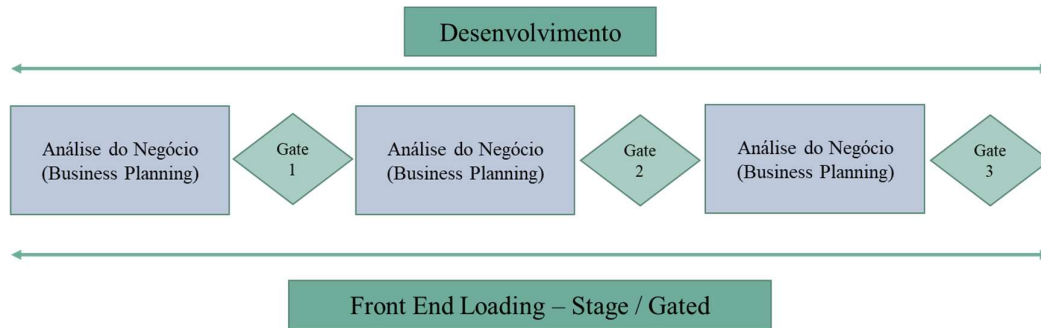 Desenvolvimento
Análise do Negócio
(Business Planning)
Gate
1
Análise do Negócio
(Business Planning)
Gate
2
Análise do Negócio
(Business Planning)
Gate
3
Front End Loading – Stage / Gated